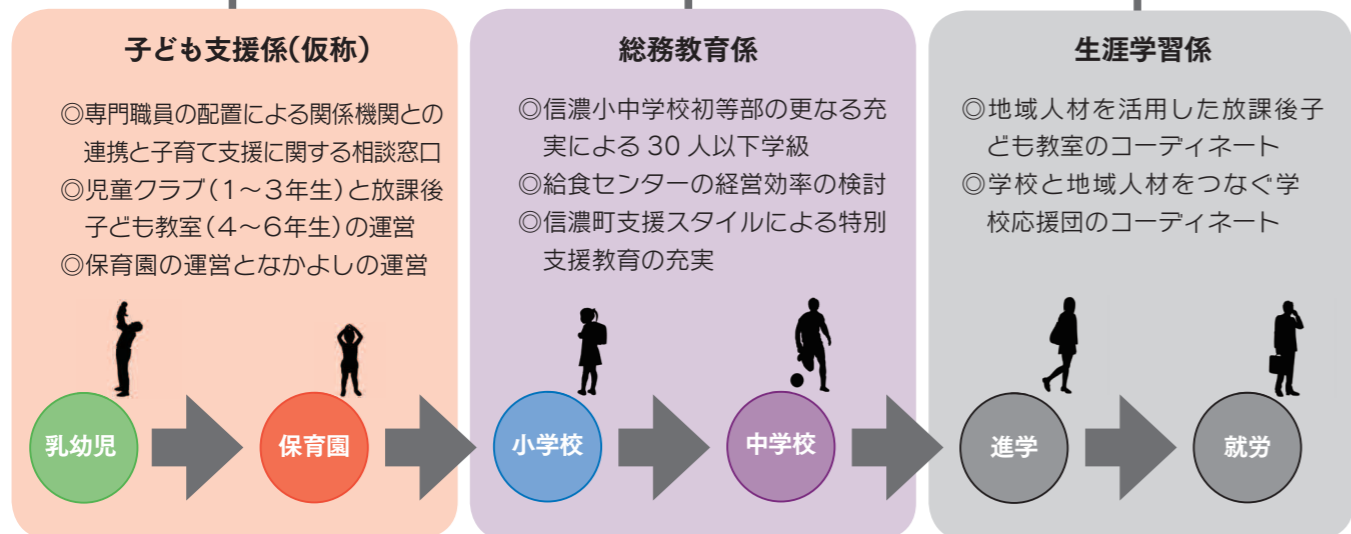 子ども支援係(仮称)
◎専門職員の配置による関係機関との
連携と子育て支援に関する相談窓口
◎児童クラブ(1〜3年生)と放課後
子ども教室(4〜6年生)の運営
◎保育園の運営となかよしの運営
乳幼児
保育園
総務教育係
◎信濃小中学校初等部の更なる充
実による 30 人以下学級
◎給食センターの経営効率の検討
◎信濃町支援スタイルによる特別
支援教育の充実
小学校
中学校
生涯学習係
◎地域人材を活用した放課後子
ども教室のコーディネート
◎学校と地域人材をつなぐ学
校応援団のコーディネート
進学
就労